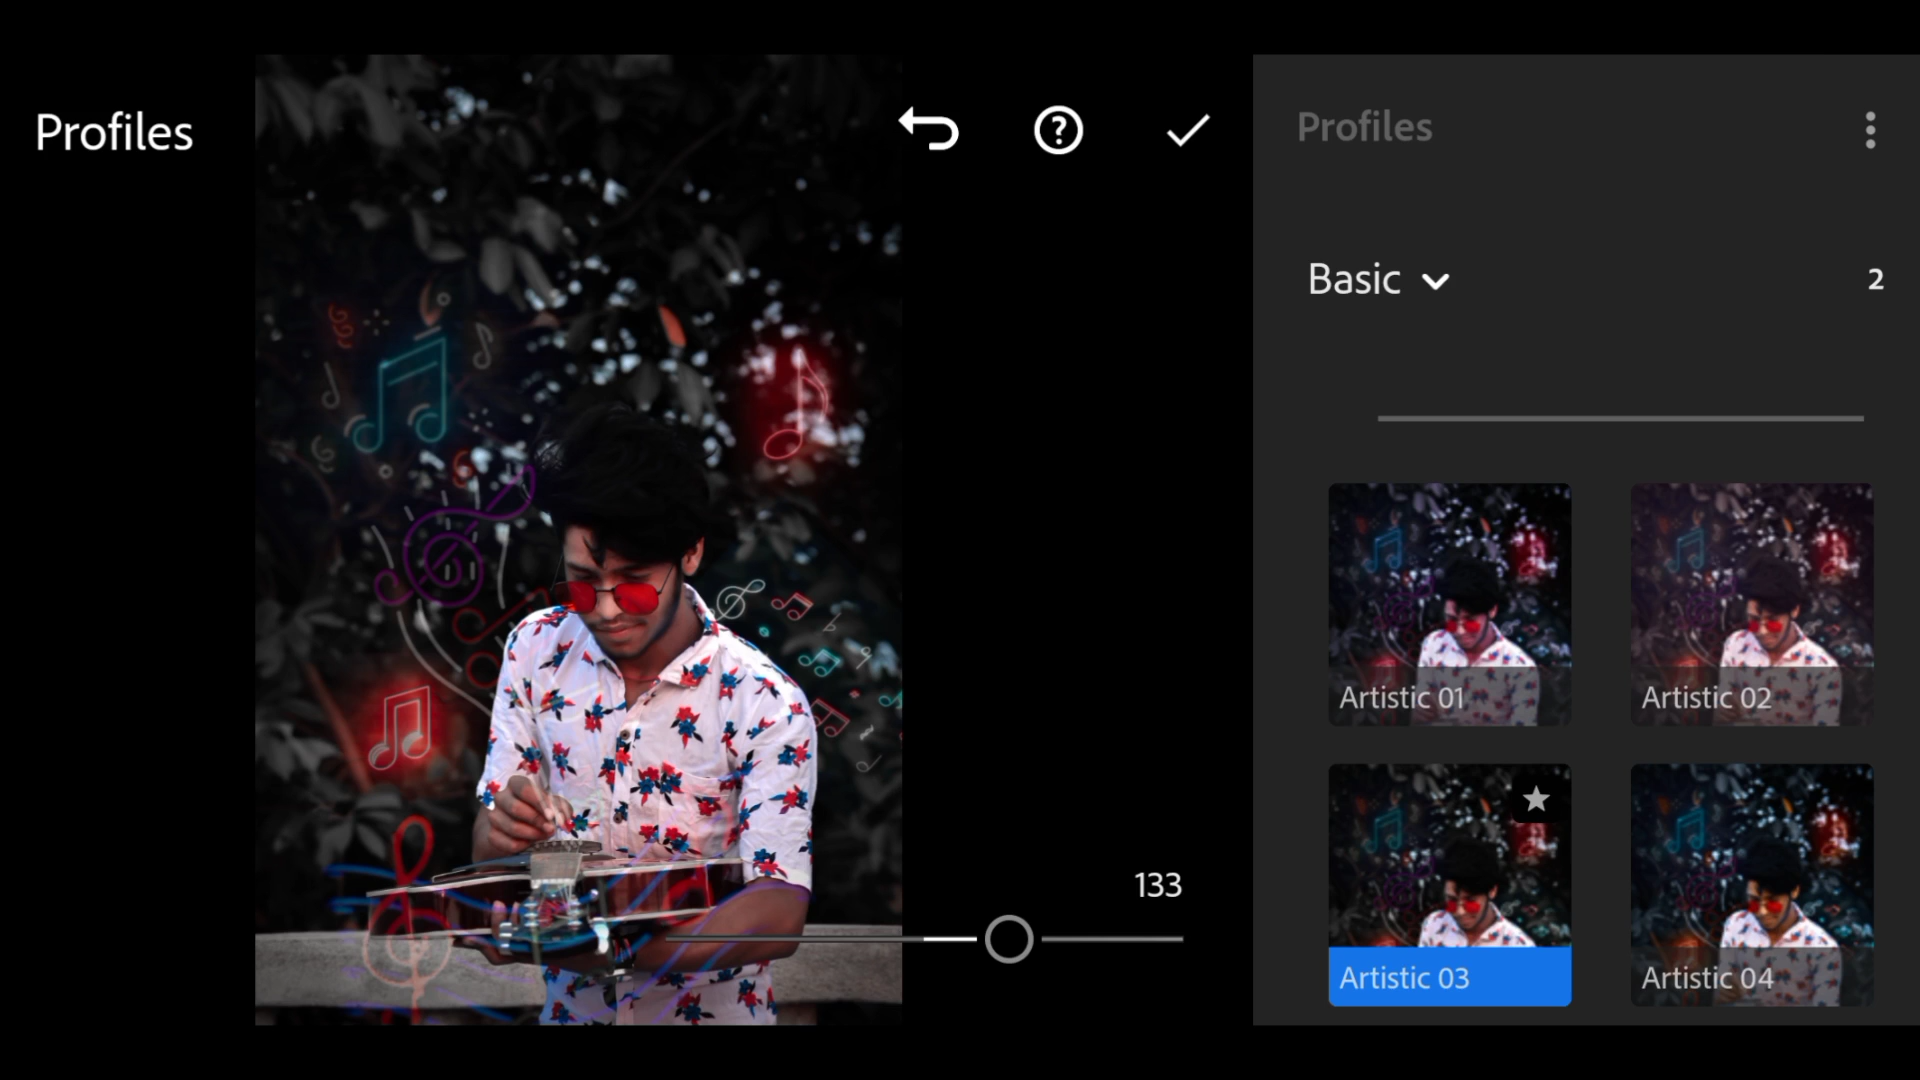 Profiles
?
133
Profiles
Basic
2
Artistic 01
Artistic 02
Artistic 03
Artistic 04